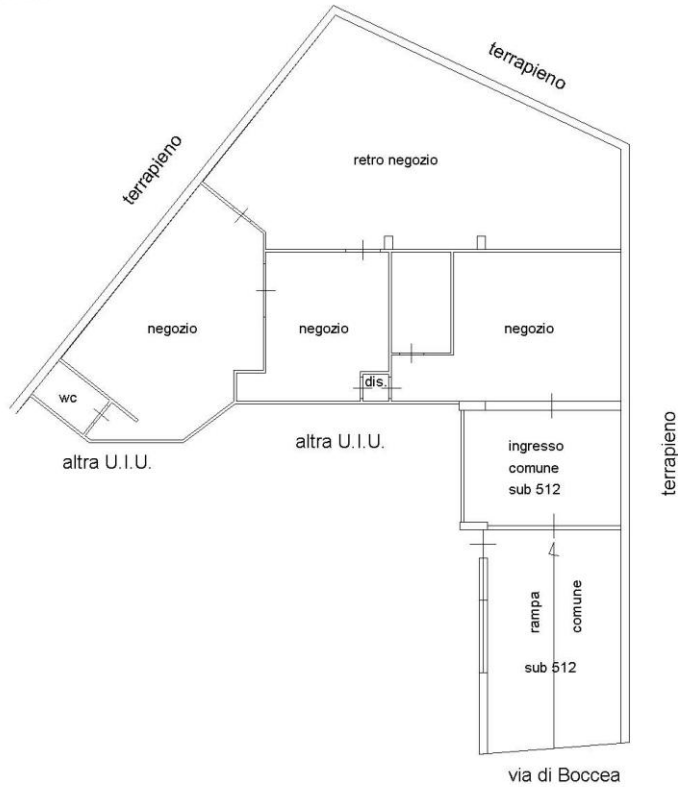 terrapieno
terrapieno
retro negozio
negozio
negozio
negozio
dis.
wc
altra U.I.U.
altra U.I.U.
ingresso
comune
sub 512
terrapieno
rampa
comune
sub 512
via di Boccea